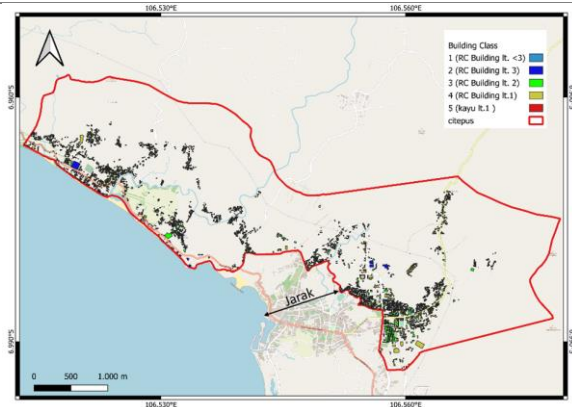 106.530°E
106.560°E
Building Class
1 (RC Building lt. <3)
2 (RC Building lt. 3)
3 (RC Building lt. 2)
4 (RC Building lt.1)
5 (kayu lt.1)
citepus
Jarak
6.990°S
0 500 1.000 m
106.530°E
106.560°E